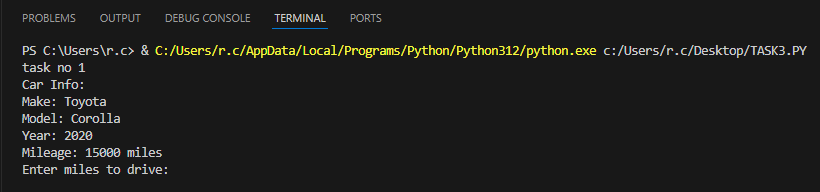 PROBLEMS OUTPUT DEBUG CONSOLE TERMINAL PORTS
PS C:\Users\r.c> & C:/Users/r.c/AppData/Local/Programs/Python/Python312/python.exe c:/Users/r.c/Desktop/TASK3.PY
task no 1
Car Info:
Make: Toyota
Model: Corolla
Year: 2020
Mileage: 15000 miles
Enter miles to drive: